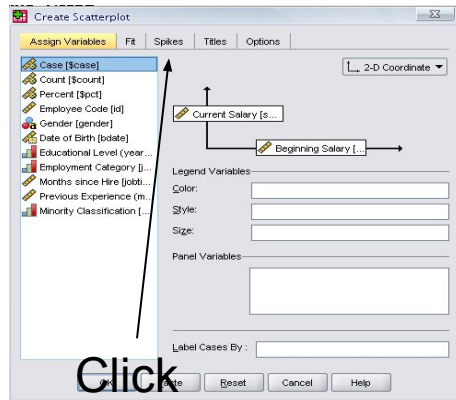 Create Scatterplot
Assign Variables Fit Spikes Titles Options
Case [$case]
Count [$count]
Percent [$pct]
Employee Code [id]
Gender [gender]
Date of Birth [bdate]
Educational Level (year...
Employment Category [j...
Months since Hire [jobti...
Previous Experience (m...
Minority Classification [...
2-D Coordinate
Current Salary [s...
Beginning Salary [...
Legend Variables
Color:
Style:
Size:
Panel Variables
Label Cases By :
Click
Reset Cancel Help